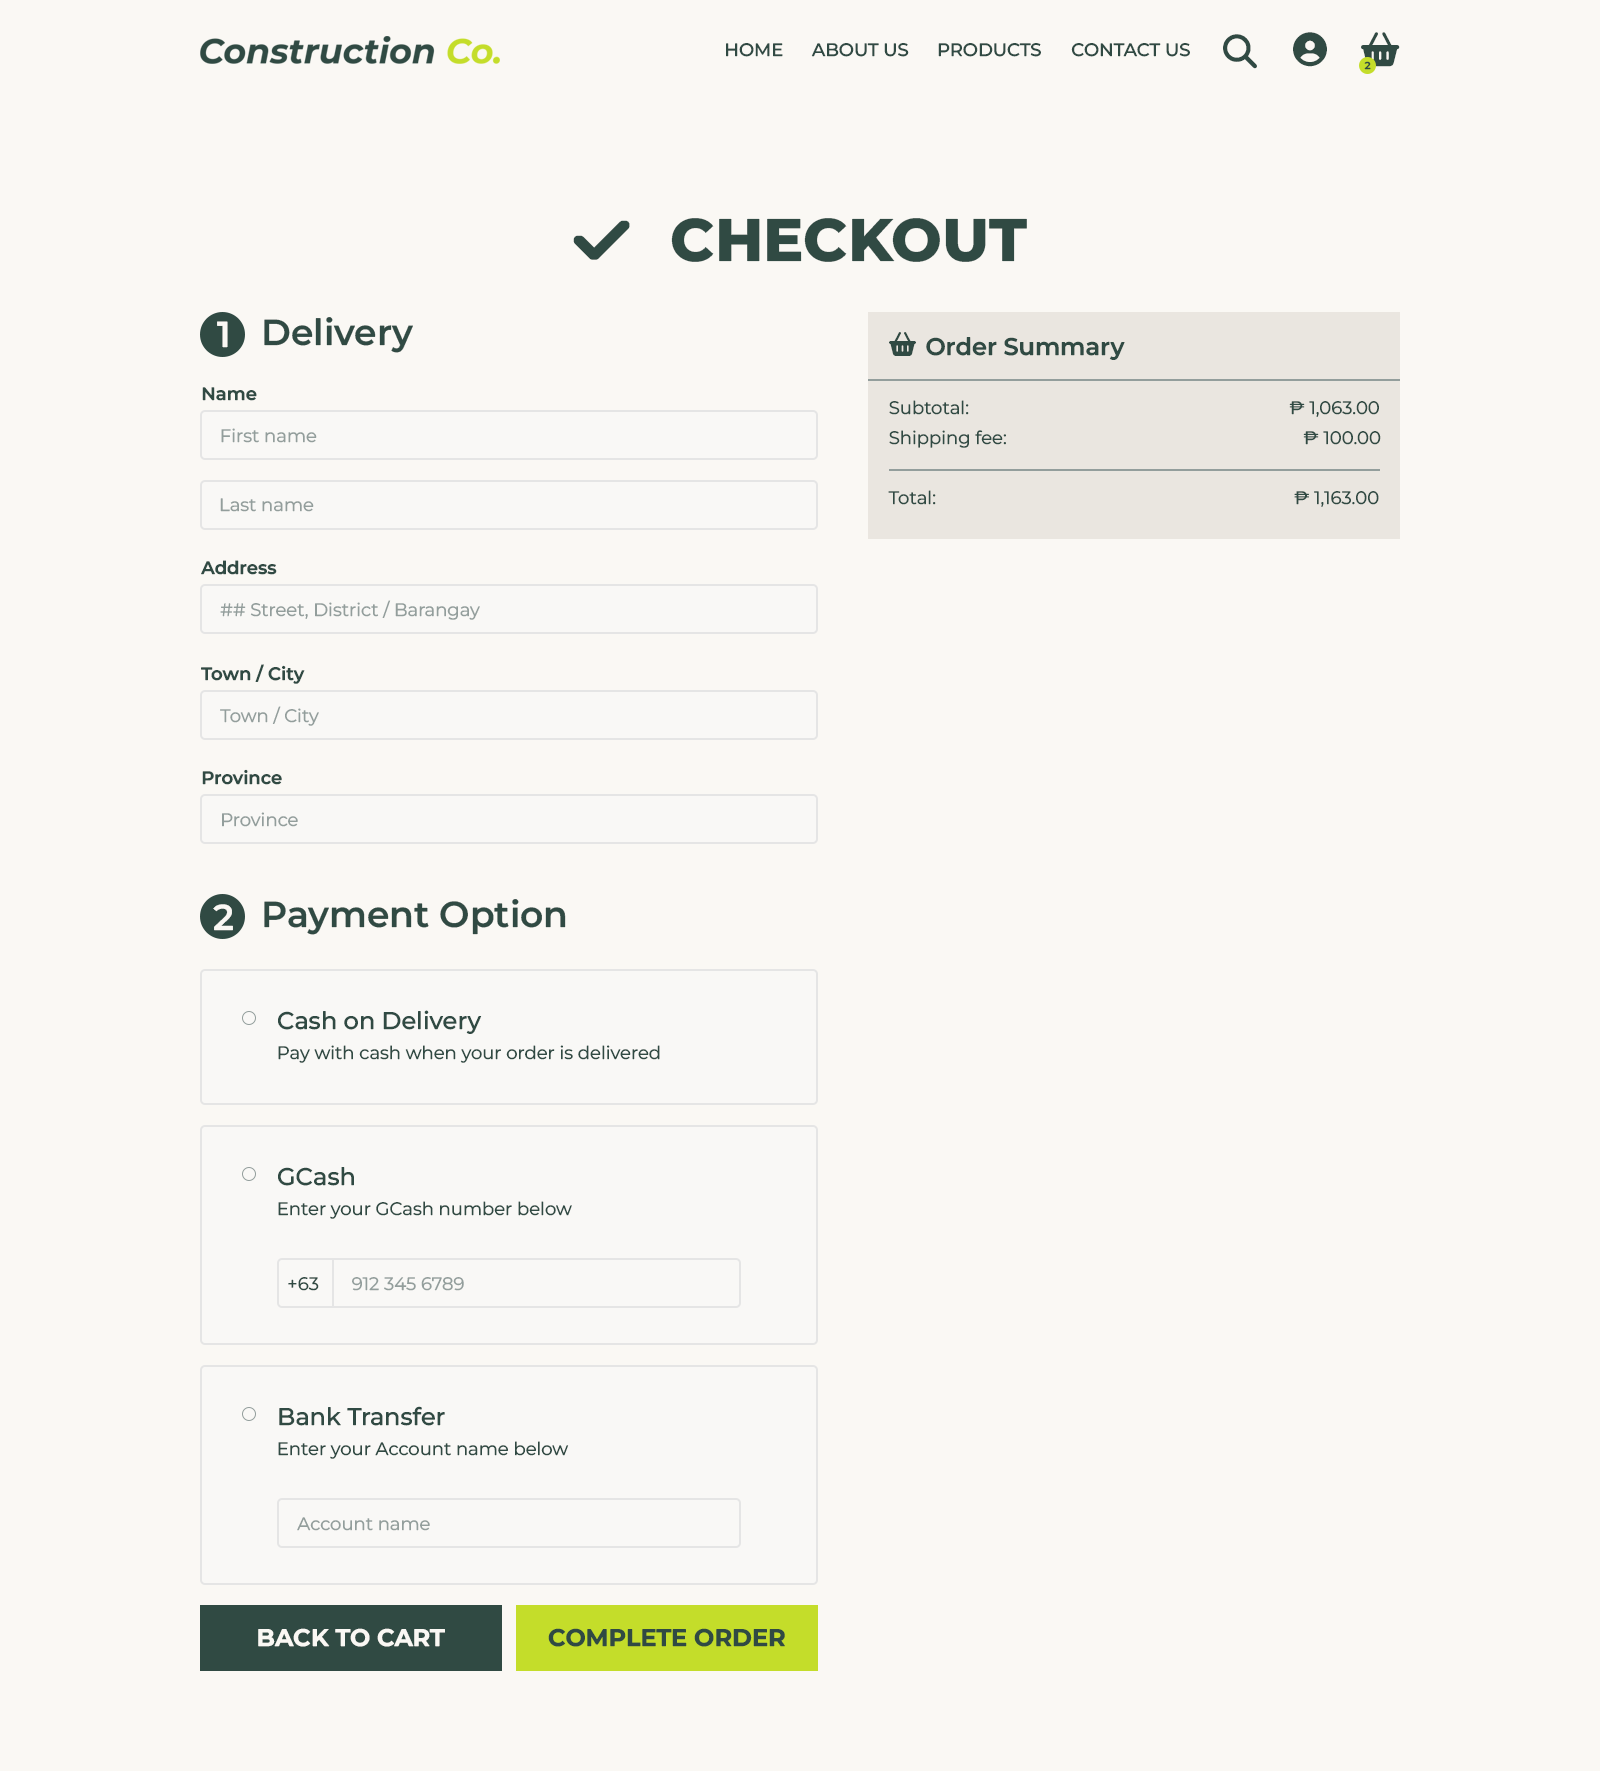 Construction Co.
HOME ABOUT US PRODUCTS CONTACT US
2
CHECKOUT
1 Delivery
Name
First name
Last name
Address
## Street, District / Barangay
Town / City
Town / City
Province
Province
2 Payment Option
Cash on Delivery
Pay with cash when your order is delivered
GCash
Enter your GCash number below
+63 912 345 6789
Bank Transfer
Enter your Account name below
Account name
BACK TO CART COMPLETE ORDER
Order Summary
Subtotal: ₱ 1,063.00
Shipping fee: ₱ 100.00
Total: ₱ 1,163.00